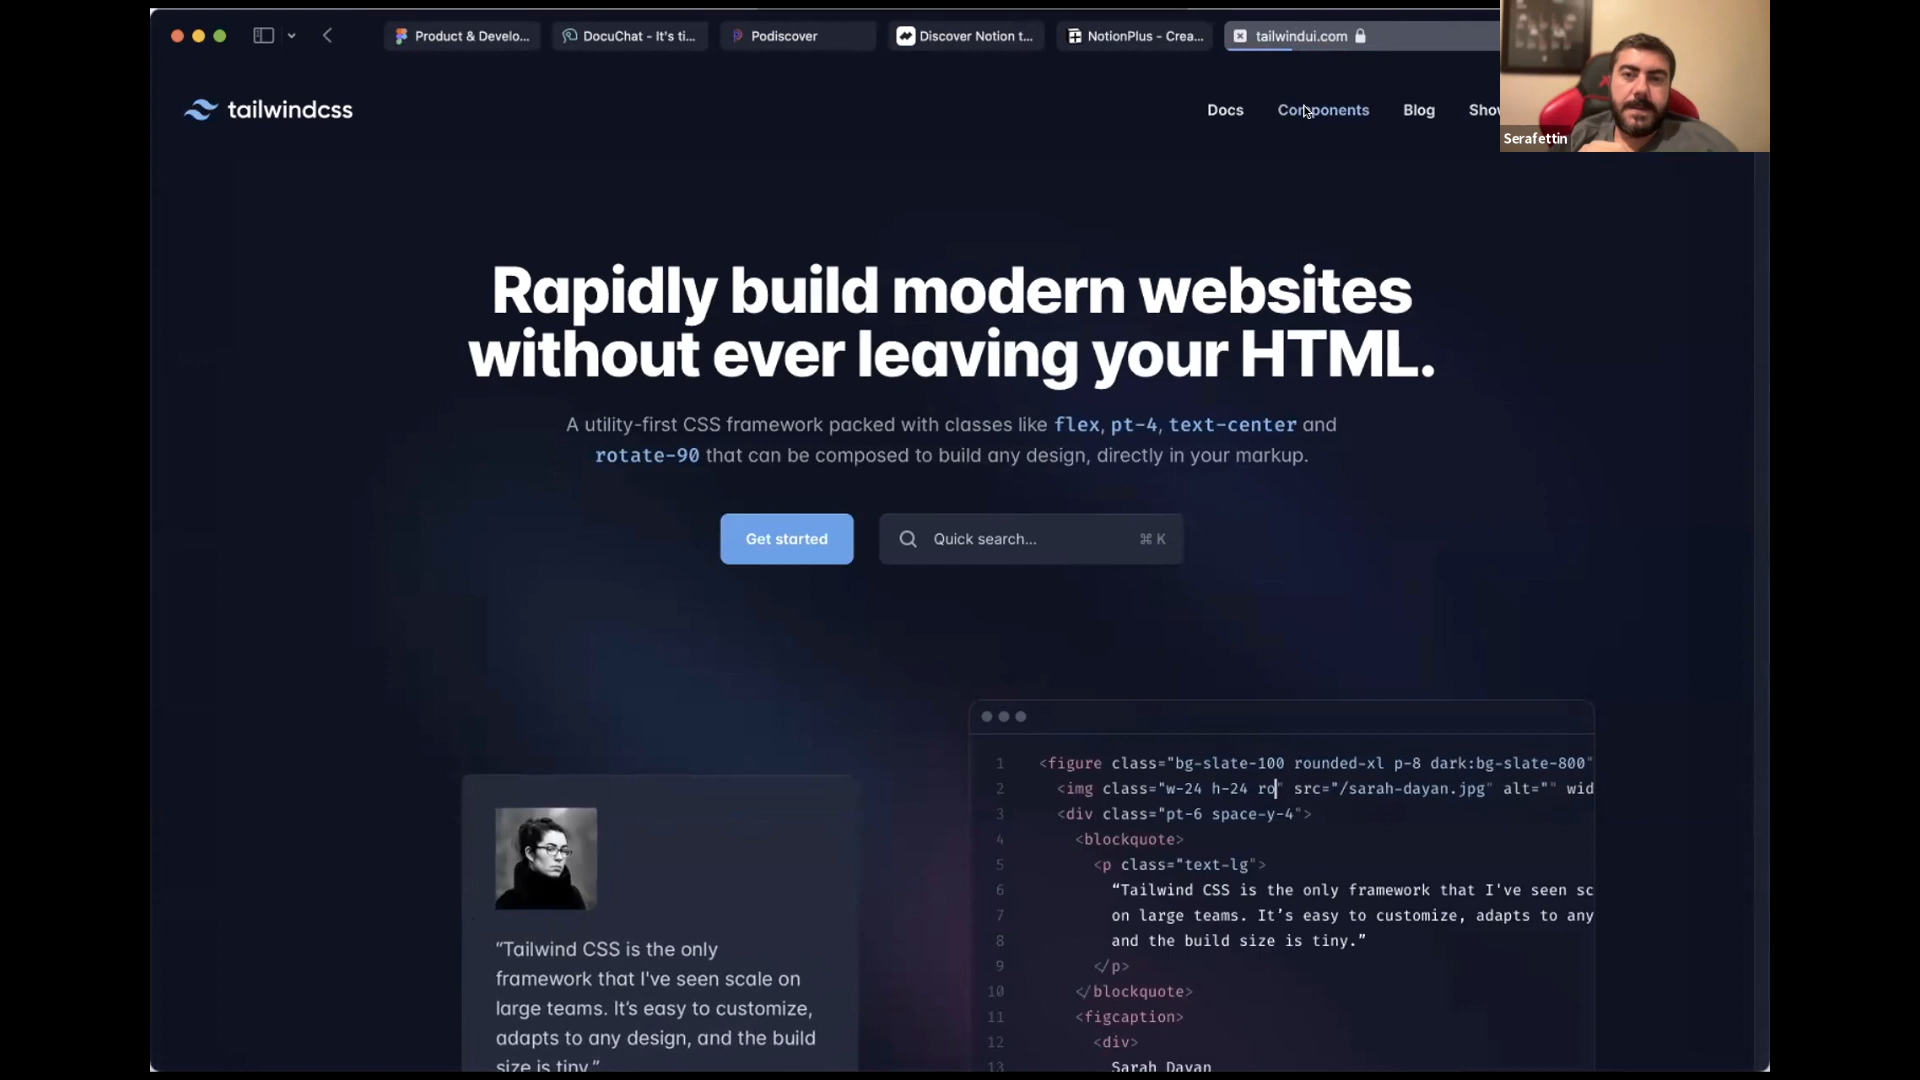 Product & Develo...
DocuChat - It's ti...
Podiscover
Discover Notion t...
NotionPlus - Crea...
tailwindui.com
tailwindcss
Docs
Components
Blog
Show
Serafettin
Rapidly build modern websites
without ever leaving your HTML.
A utility-first CSS framework packed with classes like flex, pt-4, text-center and
rotate-90 that can be composed to build any design, directly in your markup.
Get started
Quick search...
⌘ K
“Tailwind CSS is the only
framework that I've seen scale on
large teams. It’s easy to customize,
adapts to any design, and the build
size is tiny.”
1 <figure class="bg-slate-100 rounded-xl p-8 dark:bg-slate-800"
2 <img class="w-24 h-24 ro" src="/sarah-dayan.jpg" alt="" wid
3 <div class="pt-6 space-y-4">
4 <blockquote>
5 <p class="text-lg">
6 “Tailwind CSS is the only framework that I've seen sc
7 on large teams. It’s easy to customize, adapts to any
8 and the build size is tiny.”
9 </p>
10 </blockquote>
11 <figcaption>
12 <div>
13 Sarah Dayan